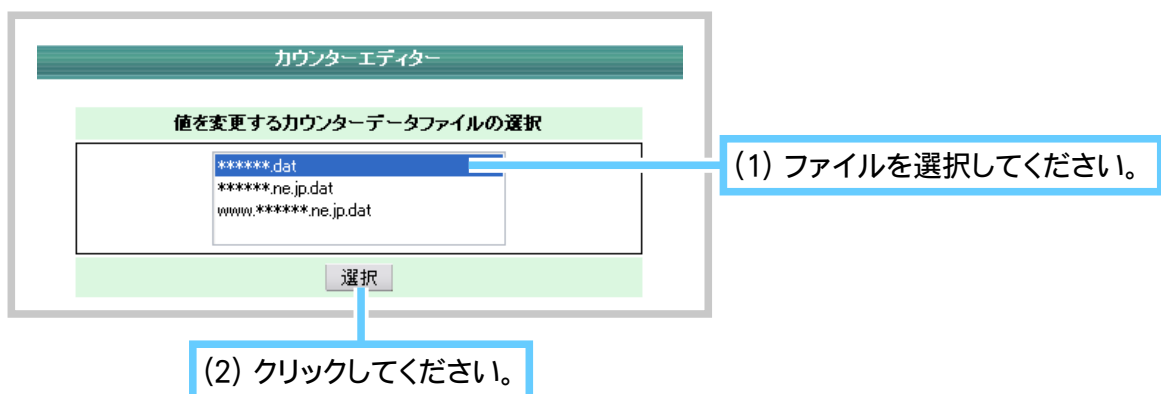 カウンターエディター
値を変更するカウンターデータファイルの選択
******.dat
(1) ファイルを選択してください。
******.ne.jp.dat
www.******.ne.jp.dat
選択
(2) クリックしてください。